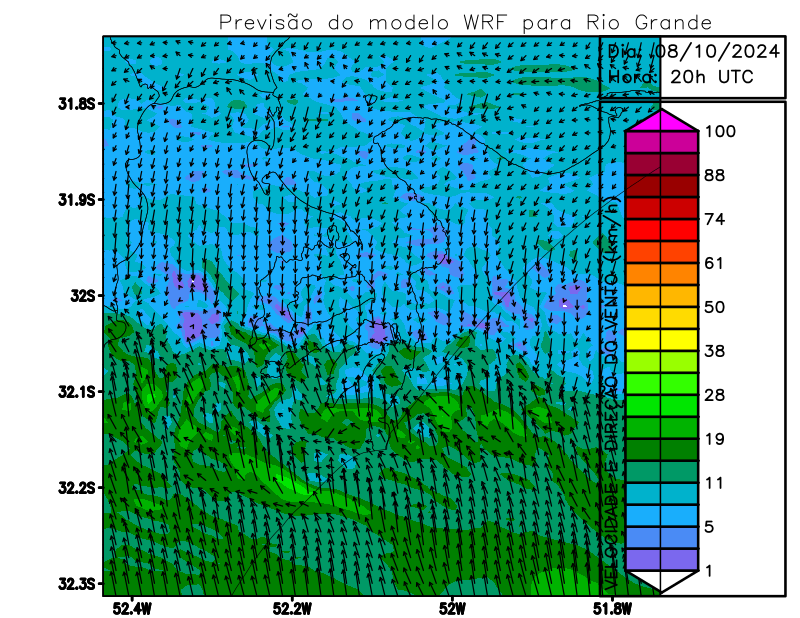 Previsão do modelo WRF para Rio Grande
Dia: 08/10/2024
Hora: 20h UTC
31.8S
31.9S
32S
32.1S
32.2S
32.3S
52.4W
52.2W
52W
51.8W
VELOCIDADE E DIREÇÃO DO VENTO (km/h)
100
88
74
61
50
38
28
19
11
5
1